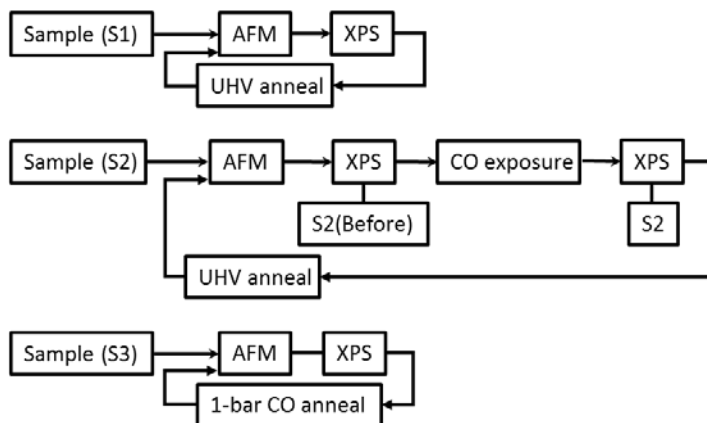 Sample (S1)
AFM
XPS
UHV anneal
Sample (S2)
AFM
XPS
CO exposure
XPS
S2(Before)
S2
UHV anneal
Sample (S3)
AFM
XPS
1-bar CO anneal